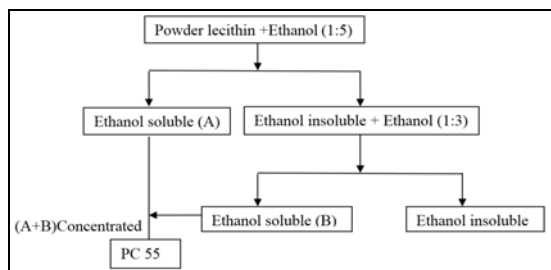 Powder lecithin +Ethanol (1:5)
Ethanol soluble (A)
Ethanol insoluble + Ethanol (1:3)
Ethanol soluble (B)
Ethanol insoluble
(A+B)Concentrated
PC 55